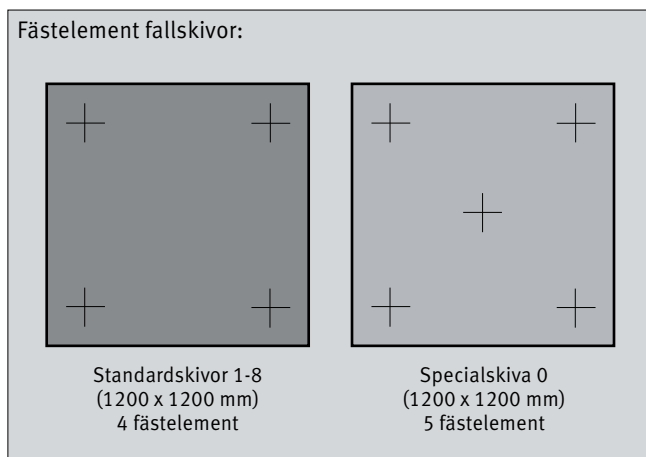 Fästelement fallskivor:
Standardskivor 1-8
(1200 x 1200 mm)
4 fästelement
Specialskiva 0
(1200 x 1200 mm)
5 fästelement